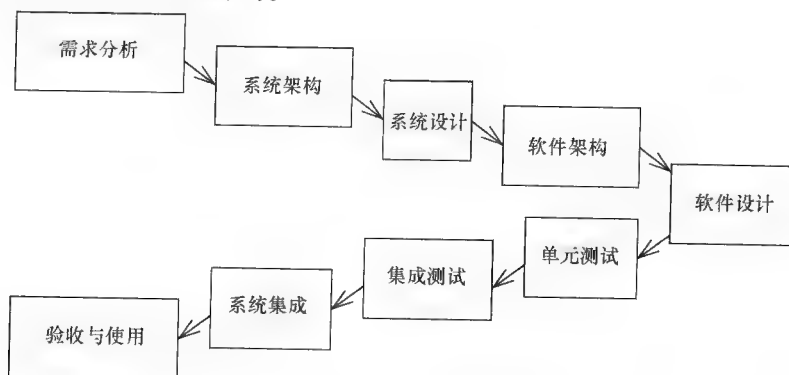 需求分析
系统架构
系统设计
软件架构
软件设计
单元测试
集成测试
系统集成
验收与使用